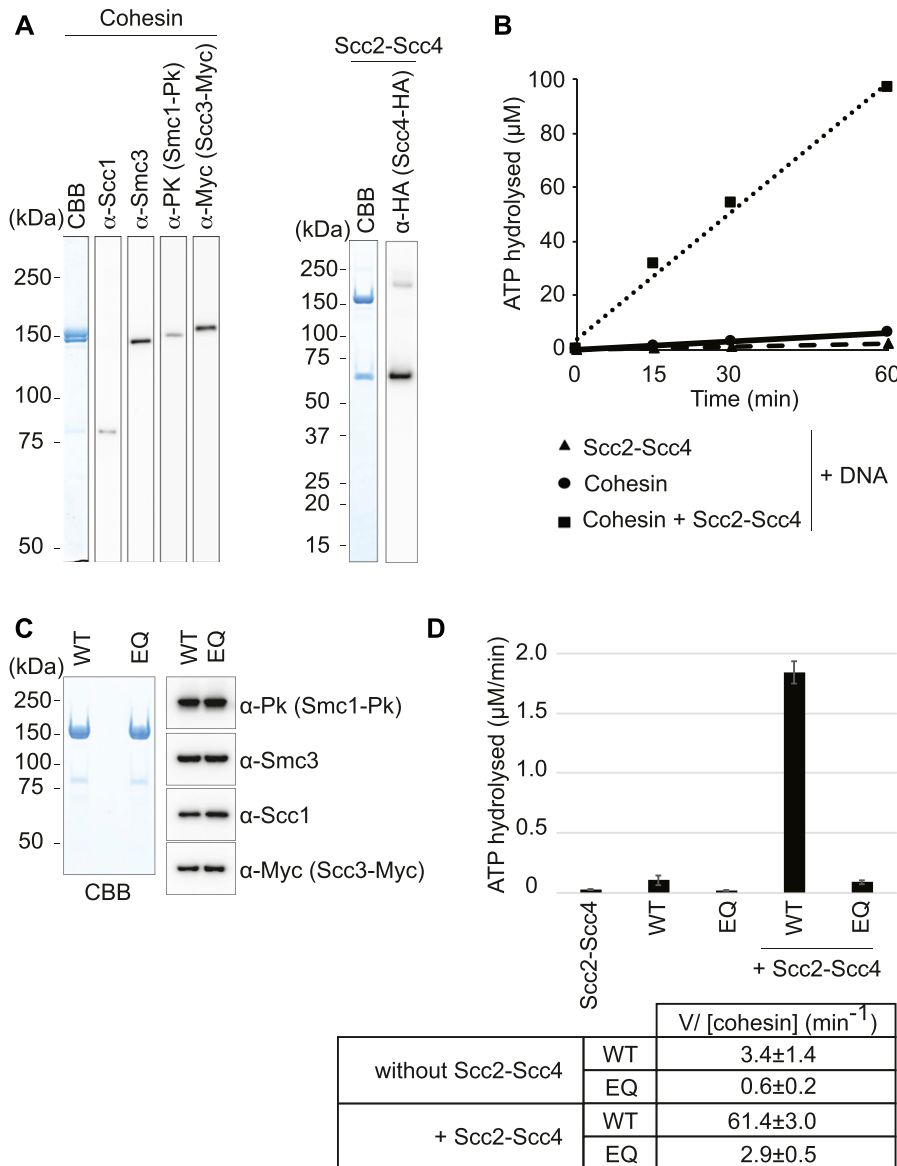 A
Cohesin
(kDa)
CBB
α-Scc1
α-Smc3
α-PK (Smc1-Pk)
α-Myc (Scc3-Myc)
250
150
100
75
50
Scc2-Scc4
(kDa)
CBB
α-HA (Scc4-HA)
250
150
100
75
50
37
25
20
15
B
ATP hydrolysed (μM)
100
80
60
40
20
0
0 15 30 60
Time (min)
Scc2-Scc4
Cohesin
Cohesin + Scc2-Scc4
+ DNA
C
(kDa)
WT EQ
WT EQ
250
150
100
75
50
CBB
α-Pk (Smc1-Pk)
α-Smc3
α-Scc1
α-Myc (Scc3-Myc)
D
ATP hydrolysed (μM/min)
2.0
1.5
1.0
0.5
0
Scc2-Scc4
WT
EQ
WT
EQ
+ Scc2-Scc4
V/ [cohesin] (min⁻¹)
without Scc2-Scc4 WT 3.4±1.4
EQ 0.6±0.2
+ Scc2-Scc4 WT 61.4±3.0
EQ 2.9±0.5